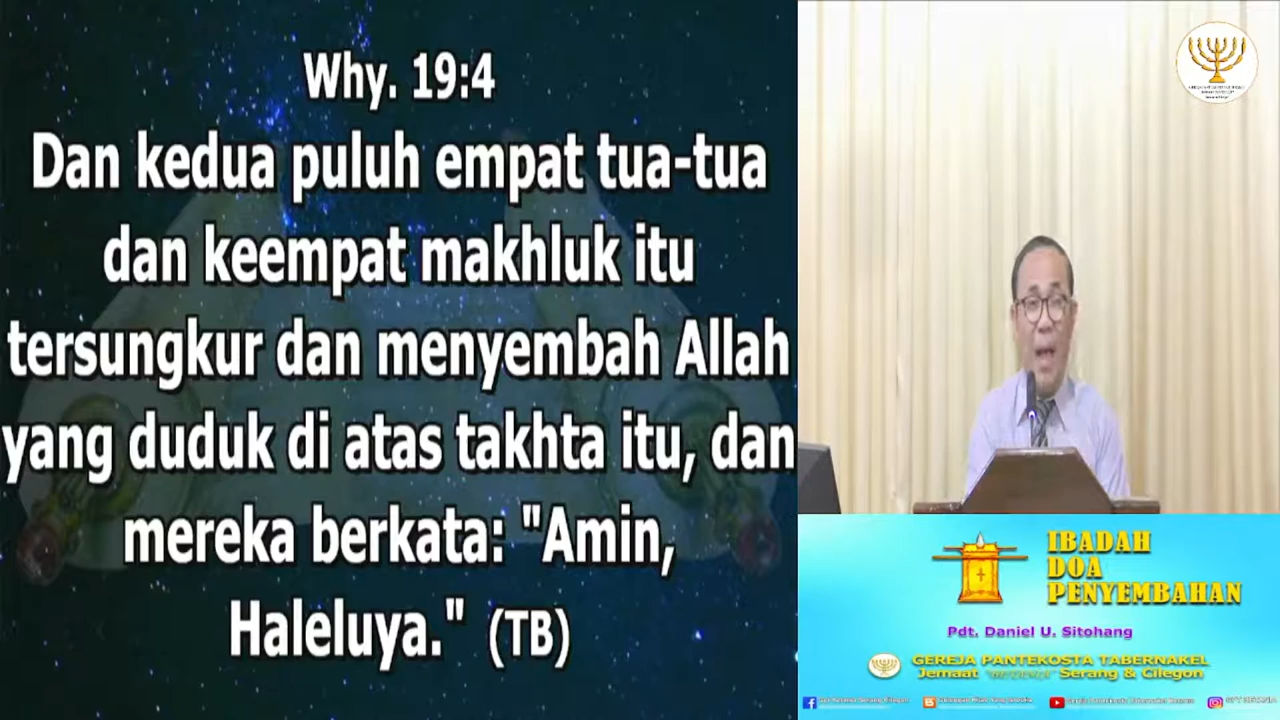 Why. 19:4
Dan kedua puluh empat tua-tua
dan keempat makhluk itu
tersungkur dan menyembah Allah
yang duduk di atas takhta itu, dan
mereka berkata: "Amin,
Haleluya." (TB)
IBADAH
DOA
PENYEMBAHAN
Pdt. Daniel U. Sitohang
GEREJA PANTEKOSTA TABERNAKEL
Jemaat "BETANIA" Serang & Cilegon